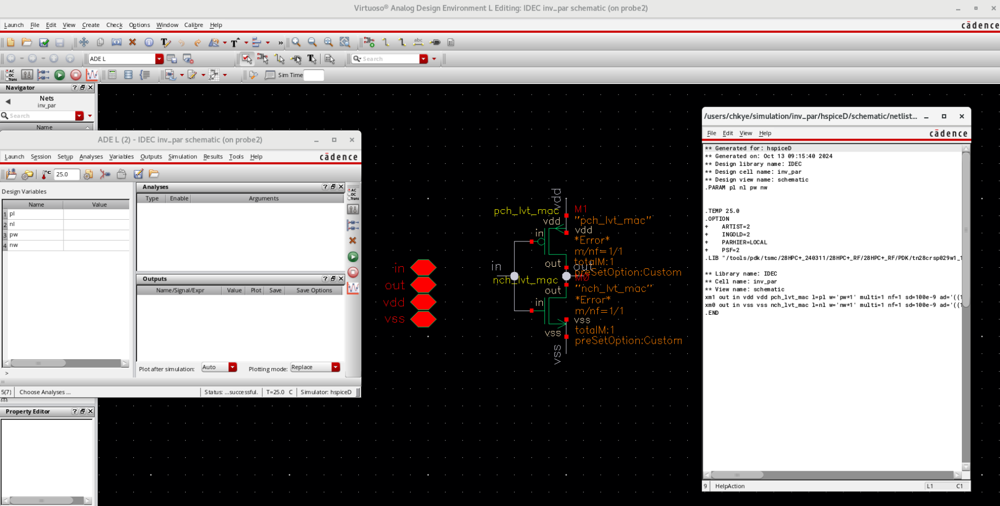 Virtuoso® Analog Design Environment L Editing: IDEC inv_par schematic (on probe2)
Launch File Edit View Create Check Options Window Calibre Help
cādence
ADE L
Search
Sim Time
Navigator
Nets
inv_par
Search
Name
ADE L (2) - IDEC inv_par schematic (on probe2)
Launch Session Setup Analyses Variables Outputs Simulation Results Tools Help
cādence
25.0
Design Variables
Name Value
1 pl
2 nl
3 pw
4 nw
>
Analyses
Type Enable Arguments
Outputs
Name/Signal/Expr Value Plot Save Save Options
Plot after simulation: Auto Plotting mode: Replace
AC
DC
Trans
5(7) Choose Analyses ... Status: ...successful. T=25.0 C Simulator: hspiceD
Property Editor
in
out
vdd
vss
vdd
pch_lvt_mac
M1
vdd
"pch_lvt_mac"
in
vdd
*Error*
m/nf=1/1
out
totalM:1
in
out
preSetOption:Custom
nch_lvt_mac
M0
out
"nch_lvt_mac"
in
*Error*
m/nf=1/1
vss
totalM:1
vss
preSetOption:Custom
vss
/users/chkye/simulation/inv_par/hspiceD/schematic/netlist...
File Edit View Help
cādence
** Generated for: hspiceD
** Generated on: Oct 13 09:15:40 2024
** Design library name: IDEC
** Design cell name: inv_par
** Design view name: schematic
.PARAM pl nl pw nw
.TEMP 25.0
.OPTION
+ ARTIST=2
+ INGOLD=2
+ PARHIER=LOCAL
+ PSF=2
.LIB "/tools/pdk/tsmc/28HPC+_240311/28HPC+_RF/28HPC+_RF/PDK/tn28crsp029w1_1
** Library name: IDEC
** Cell name: inv_par
** View name: schematic
xm1 out in vdd vdd pch_lvt_mac l=pl w='pw*1' multi=1 nf=1 sd=100e-9 ad='((1
xm0 out in vss vss nch_lvt_mac l=nl w='nw*1' multi=1 nf=1 sd=100e-9 ad='((1
.END
9 HelpAction L1 C1